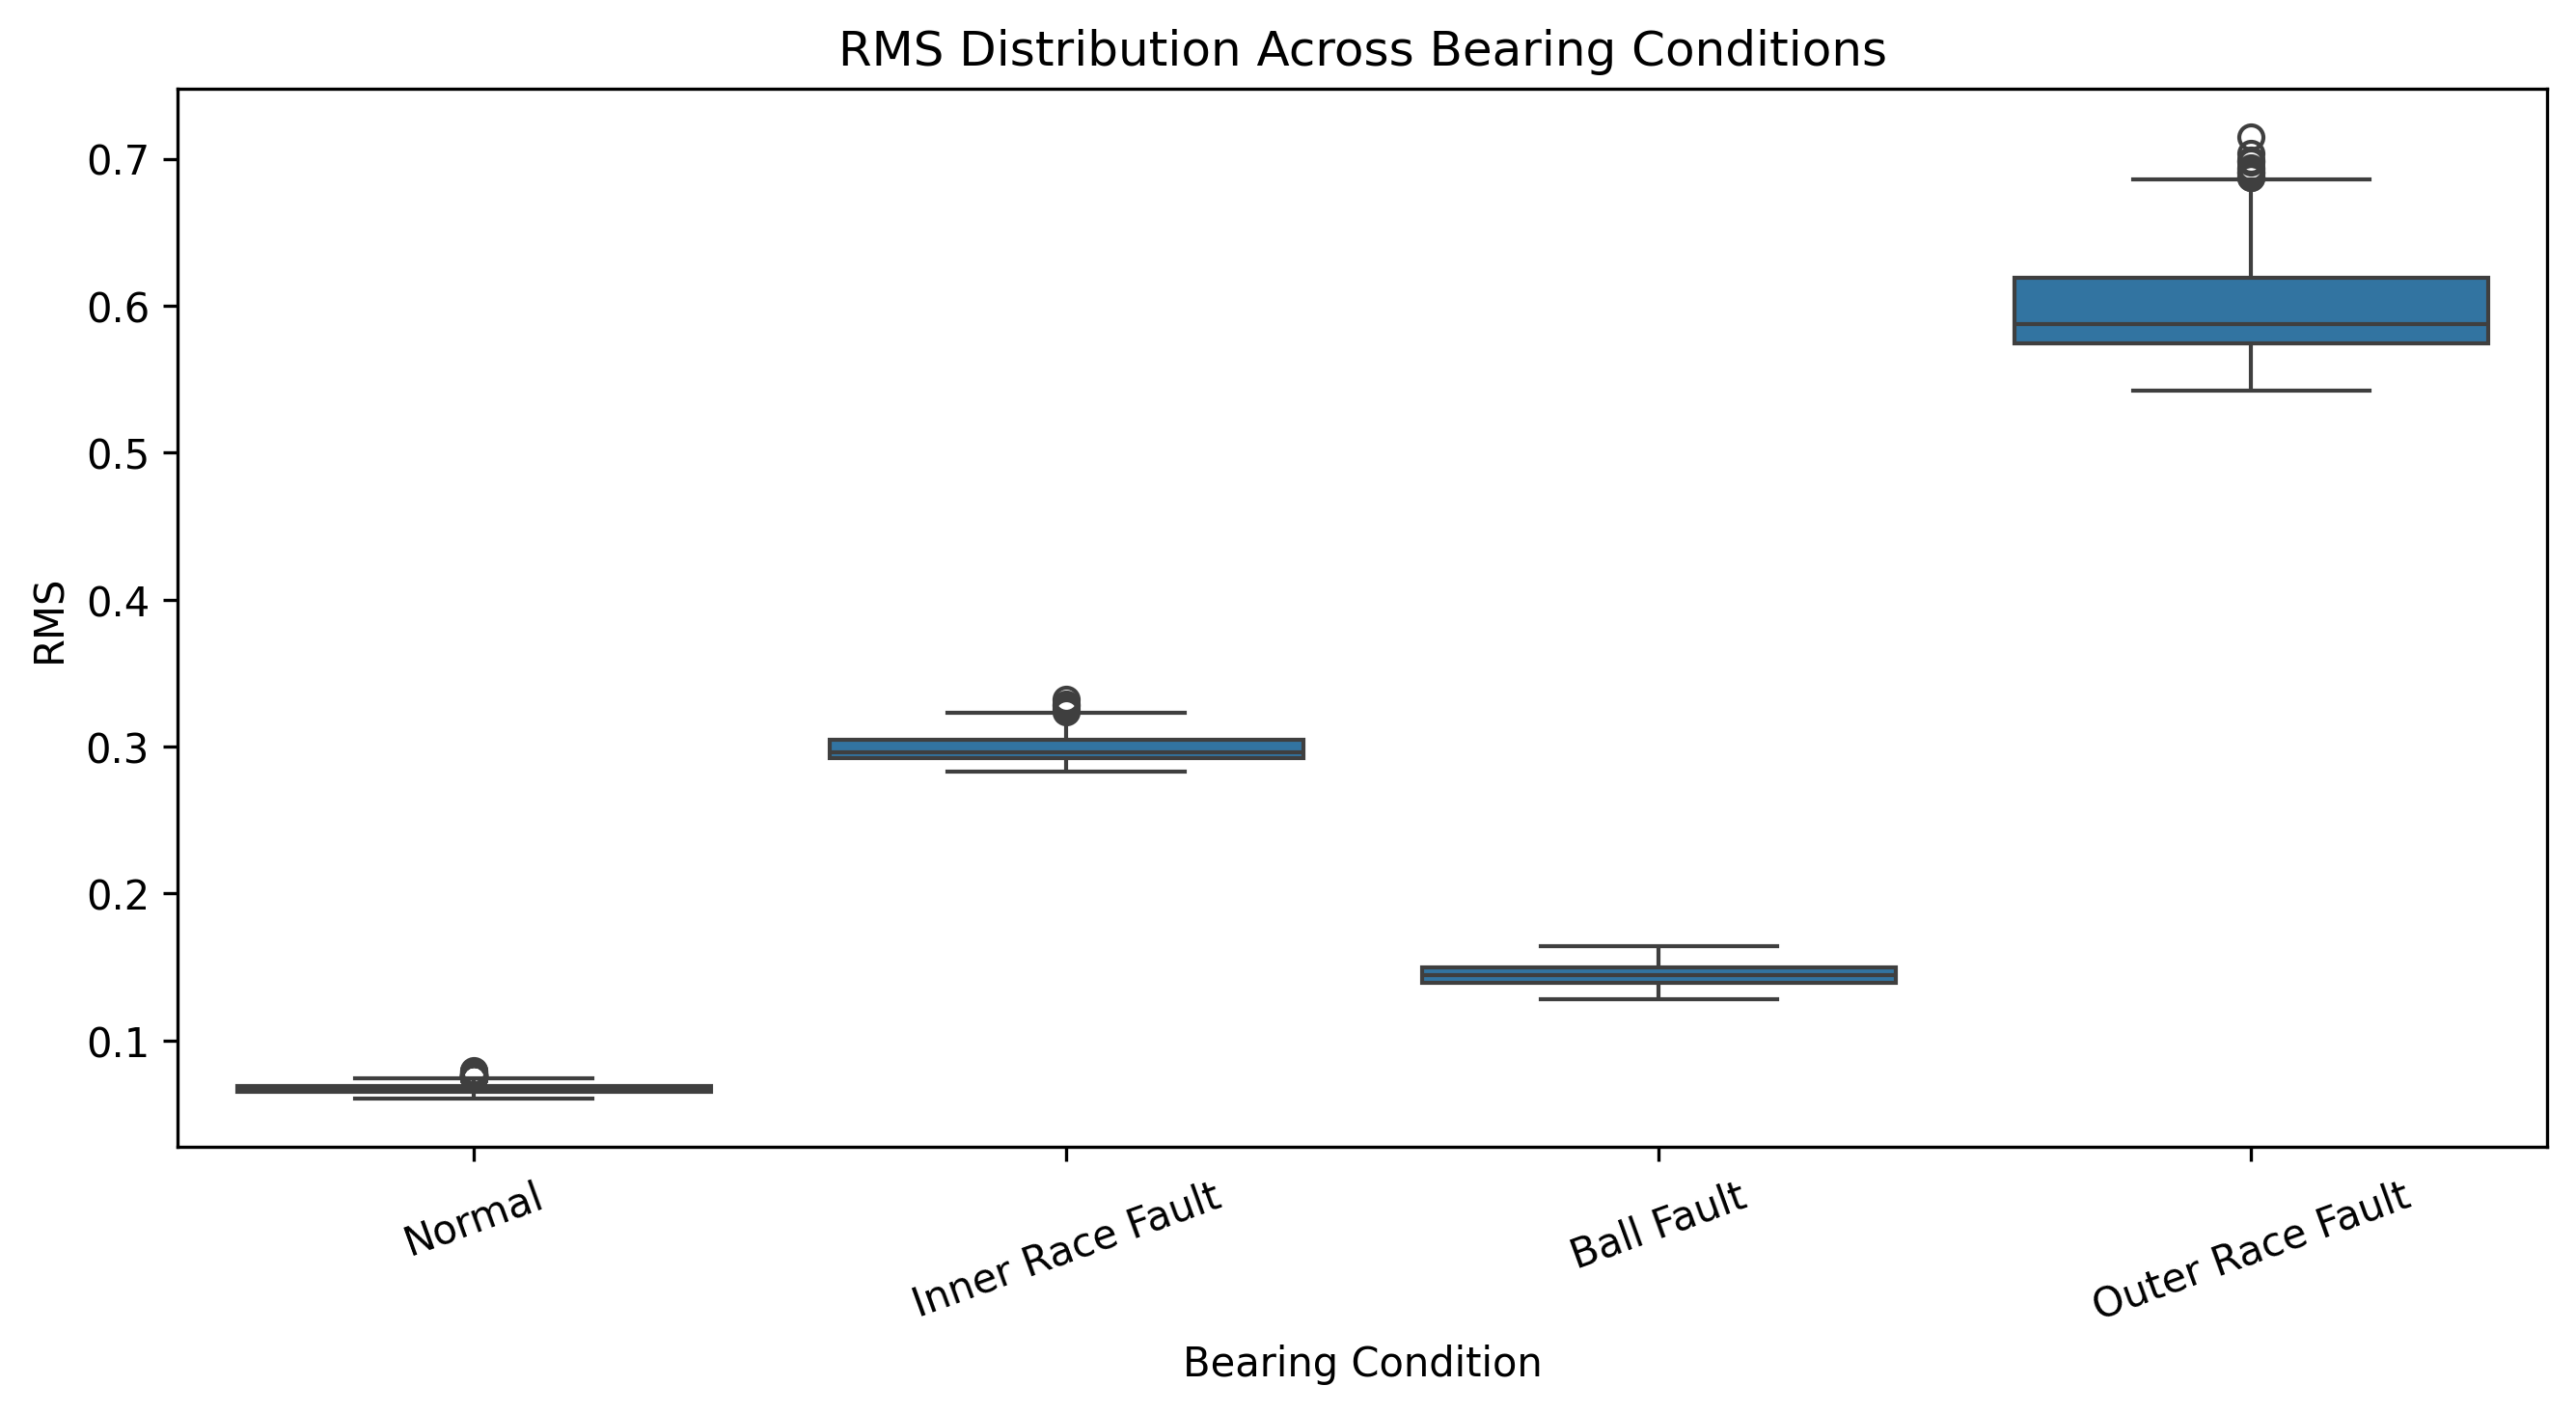 RMS Distribution Across Bearing Conditions
RMS
0.7
0.6
0.5
0.4
0.3
0.2
0.1
Normal
Inner Race Fault
Ball Fault
Outer Race Fault
Bearing Condition